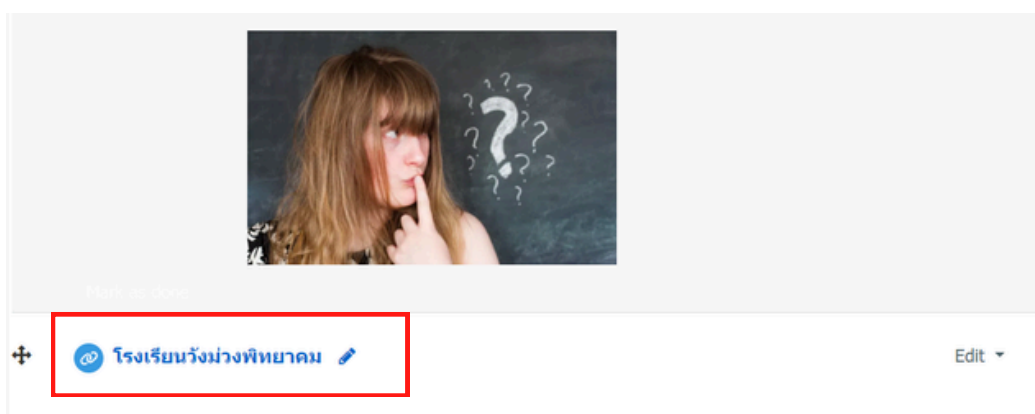 ? ? ?
? ? ?
? ? ?
? ?
?
Mark as done
โรงเรียนวังม่วงพิทยาคม
Edit